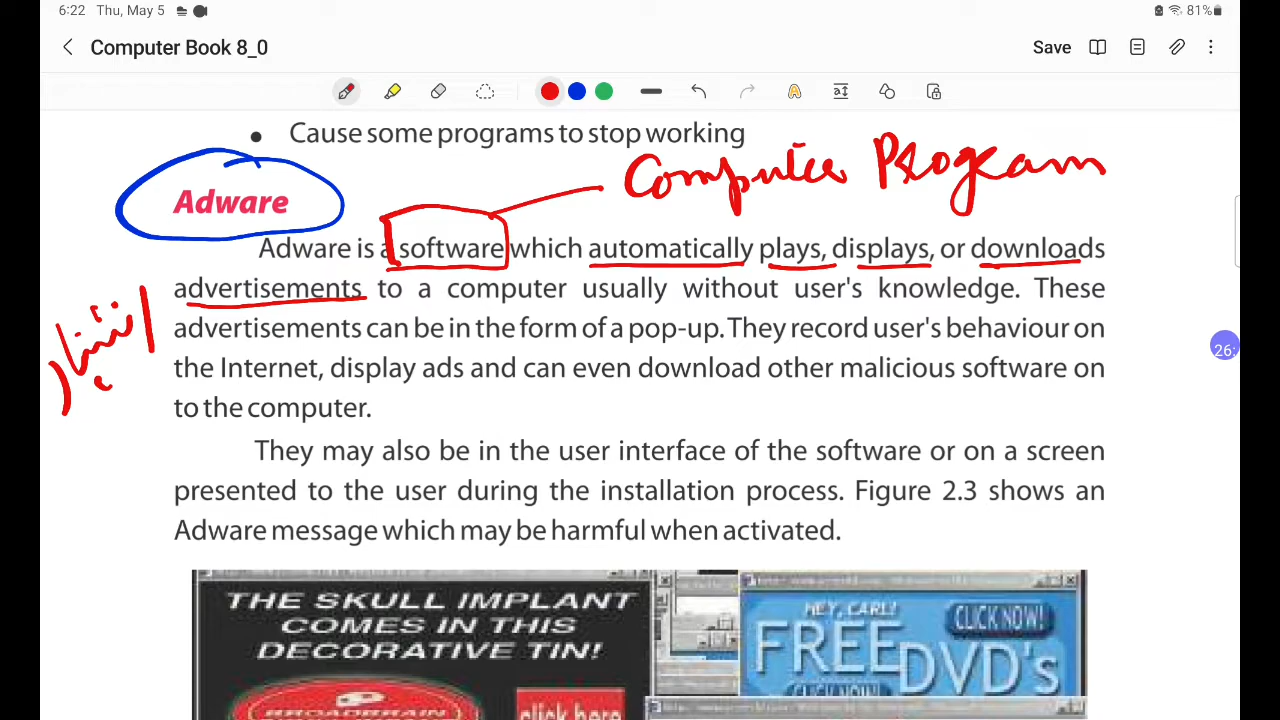 6:22 Thu, May 5
81%
Computer Book 8_0
Save
Cause some programs to stop working
Computer Program
Adware
Adware is a software which automatically plays, displays, or downloads
advertisements to a computer usually without user's knowledge. These
advertisements can be in the form of a pop-up. They record user's behaviour on
the Internet, display ads and can even download other malicious software on
to the computer.
26:
They may also be in the user interface of the software or on a screen
presented to the user during the installation process. Figure 2.3 shows an
Adware message which may be harmful when activated.
THE SKULL IMPLANT
COMES IN THIS
DECORATIVE TIN!
BROADBRAIN
click here
HEY, CARL!
CLICK NOW!
FREE DVD's
CLICK NOW!